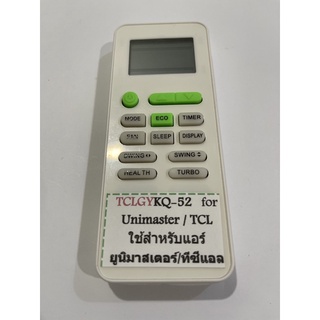 MODE ECO TIMER
FAN SLEEP DISPLAY
SWING SWING
HEALTH TURBO
TCLGYKQ-52 for
Unimaster / TCL
ใช้สำหรับแอร์
ยูนิมาสเตอร์/ทีซีแอล